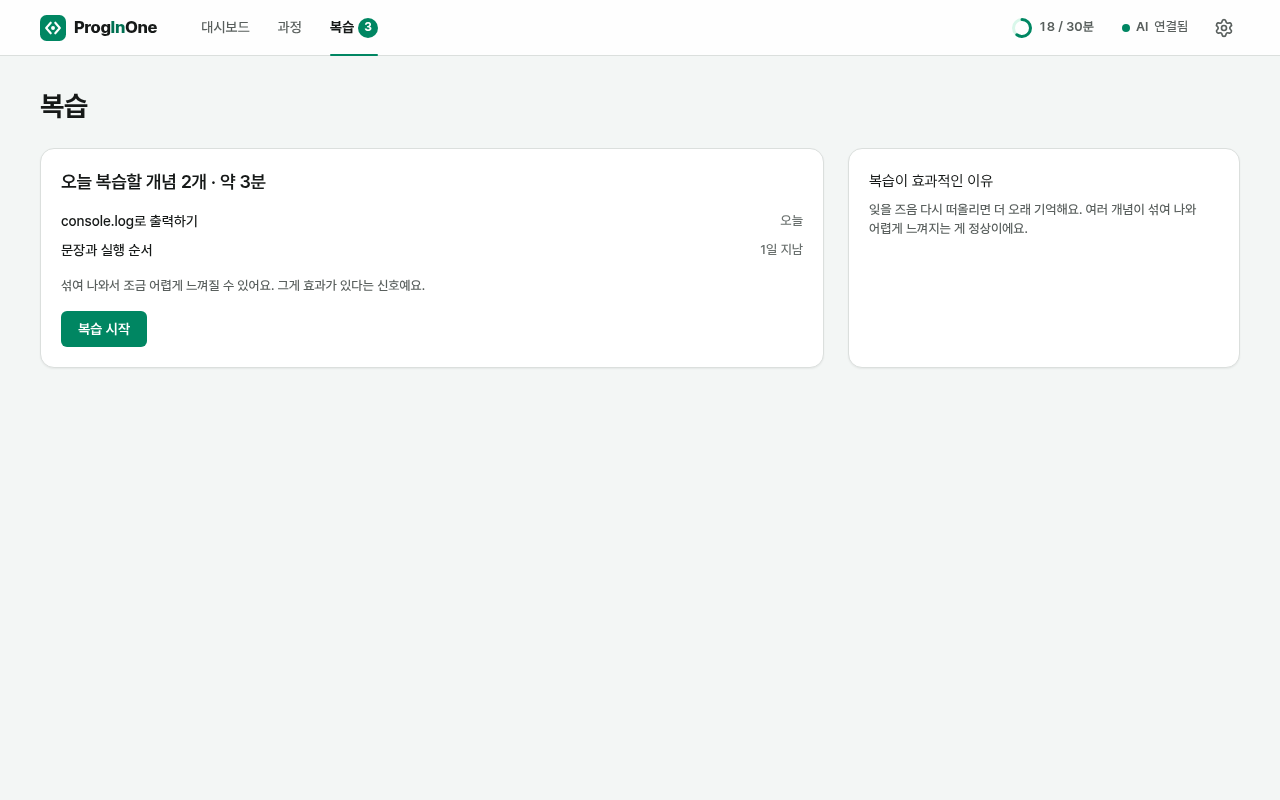 ProgInOne
대시보드
과정
복습 3
18 / 30분
AI 연결됨
복습
오늘 복습할 개념 2개 · 약 3분
console.log로 출력하기
오늘
문장과 실행 순서
1일 지남
섞여 나와서 조금 어렵게 느껴질 수 있어요. 그게 효과가 있다는 신호예요.
복습 시작
복습이 효과적인 이유
잊을 즈음 다시 떠올리면 더 오래 기억해요. 여러 개념이 섞여 나와
어렵게 느껴지는 게 정상이에요.